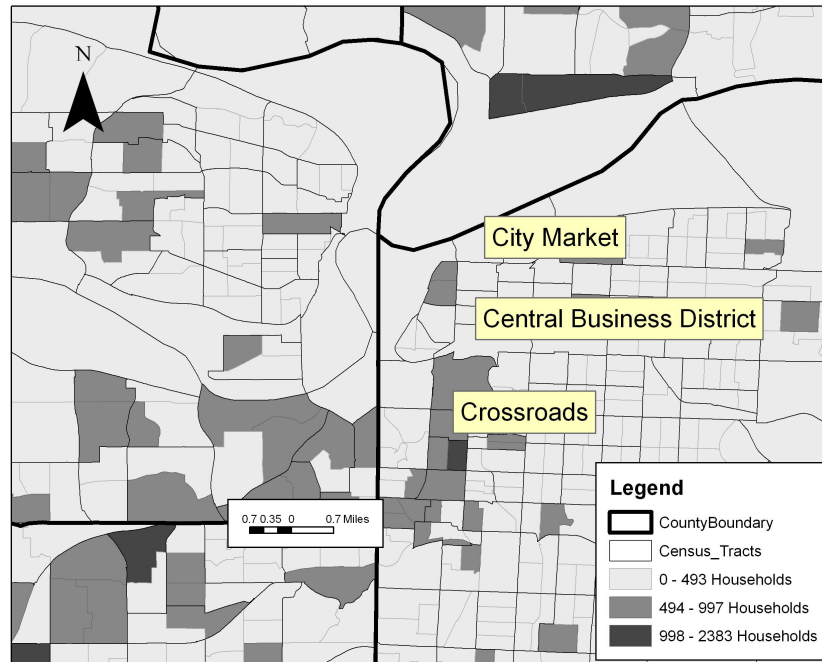 N
City Market
Central Business District
Crossroads
0.7 0.35 0 0.7 Miles
Legend
CountyBoundary
Census_Tracts
0 - 493 Households
494 - 997 Households
998 - 2383 Households